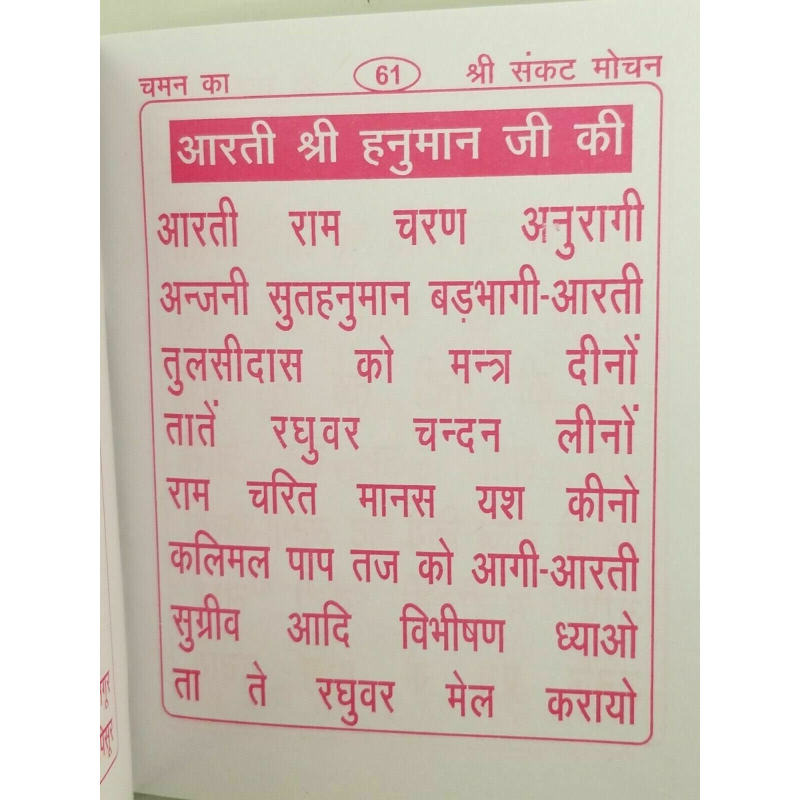 चमन का 61 श्री संकट मोचन
आरती श्री हनुमान जी की
आरती राम चरण अनुरागी
अन्जनी सुतहनुमान बड़भागी-आरती
तुलसीदास को मन्त्र दीनों
तातें रघुवर चन्दन लीनों
राम चरित मानस यश कीनो
कलिमल पाप तज को आगी-आरती
सुग्रीव आदि विभीषण ध्याओ
ता ते रघुवर मेल करायो